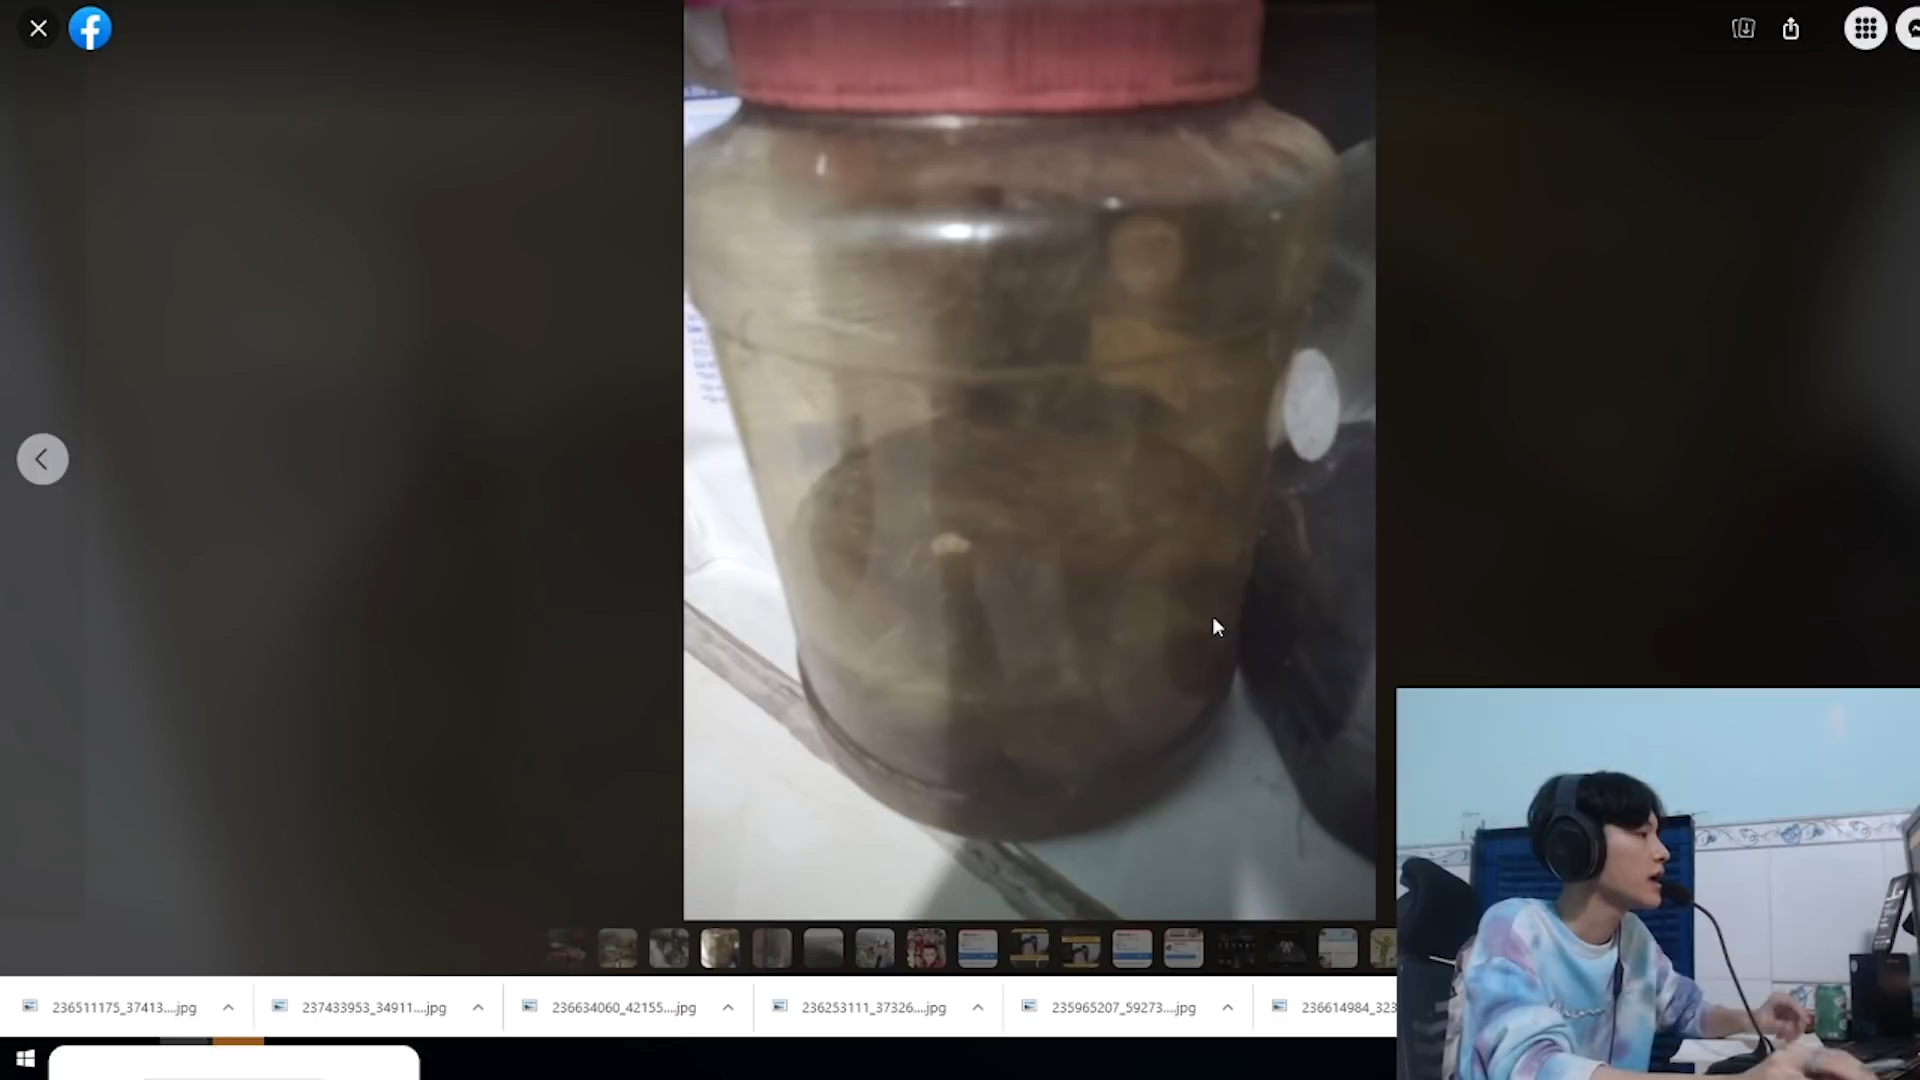 236511175_37413....jpg
237433953_34911....jpg
236634060_42155....jpg
236253111_37326....jpg
235965207_59273....jpg
236614984_323